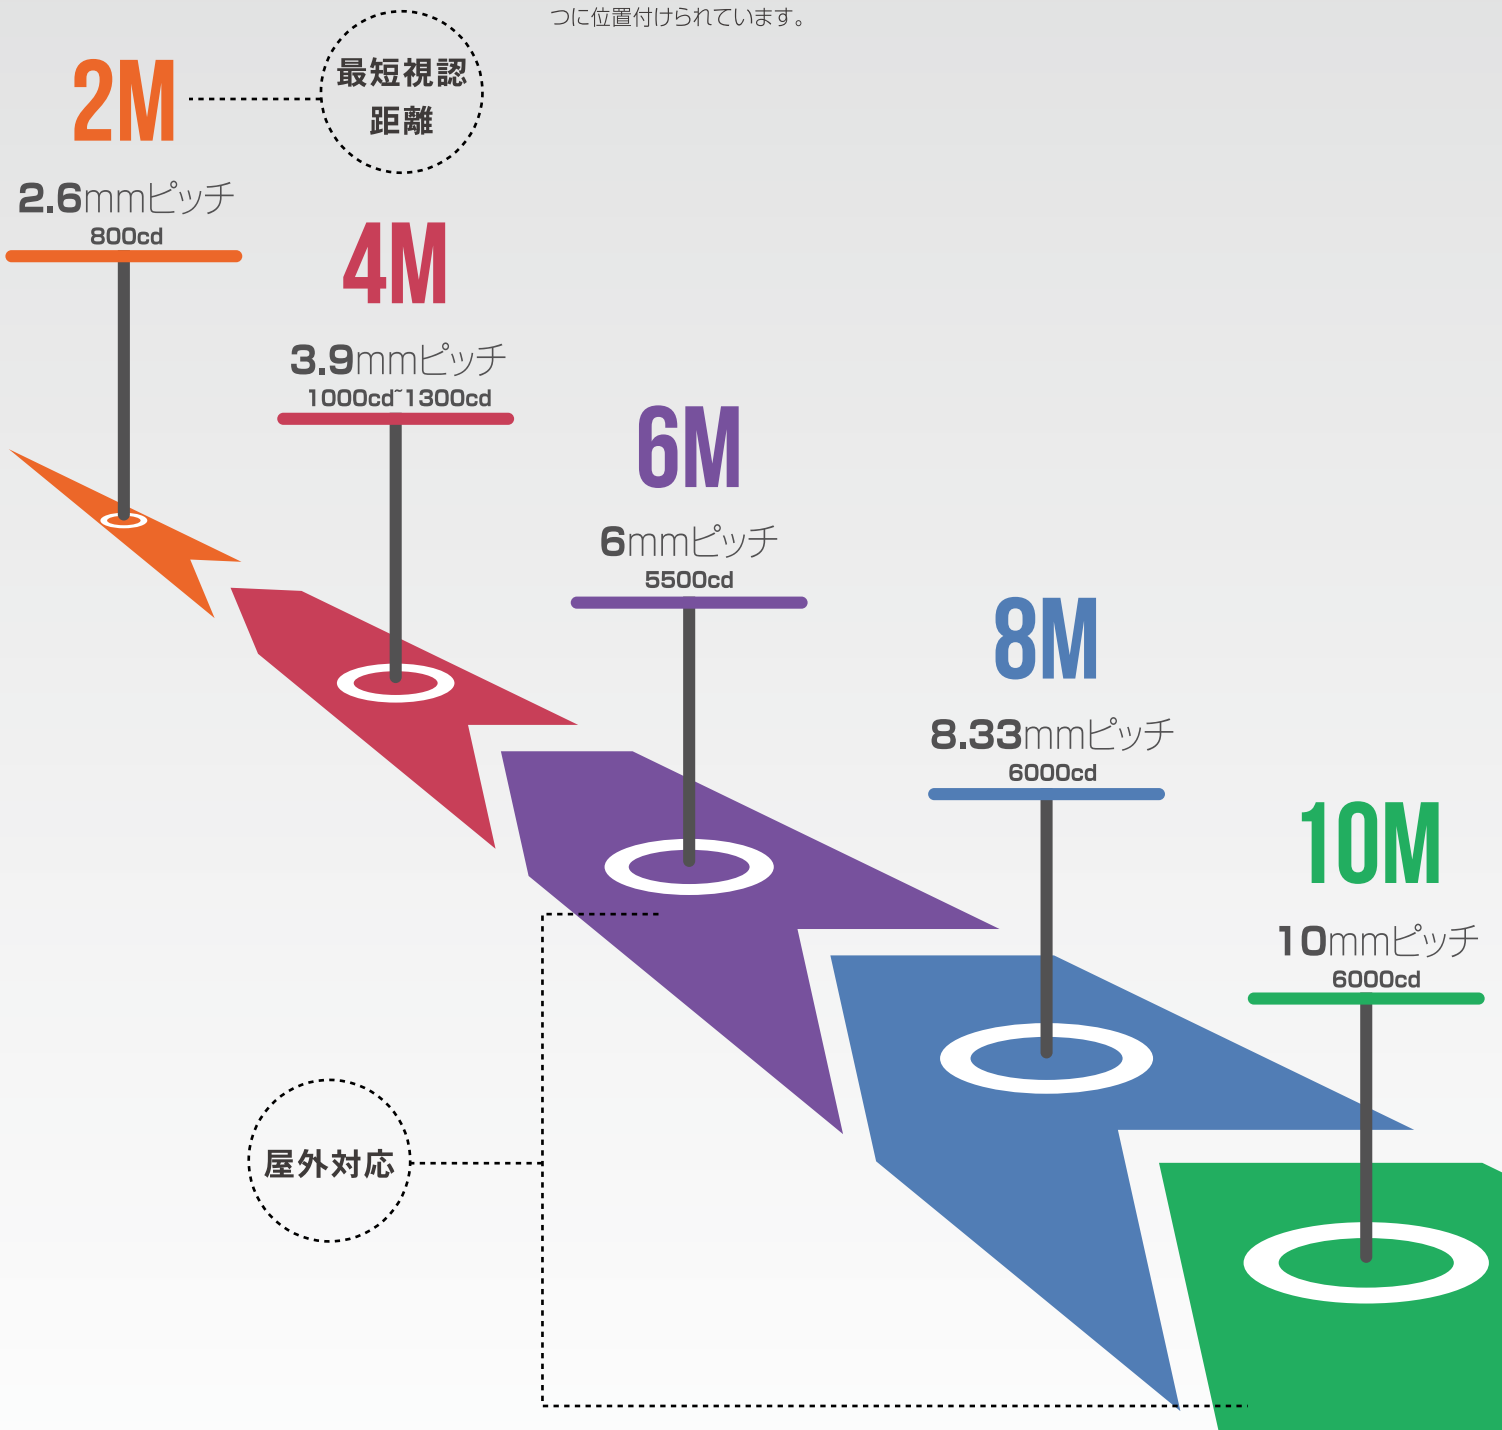 つに位置付けられています。
2M
最短視認
距離
2.6mmピッチ
800cd
4M
3.9mmピッチ
1000cd~1300cd
6M
6mmピッチ
5500cd
8M
8.33mmピッチ
6000cd
10M
10mmピッチ
6000cd
屋外対応